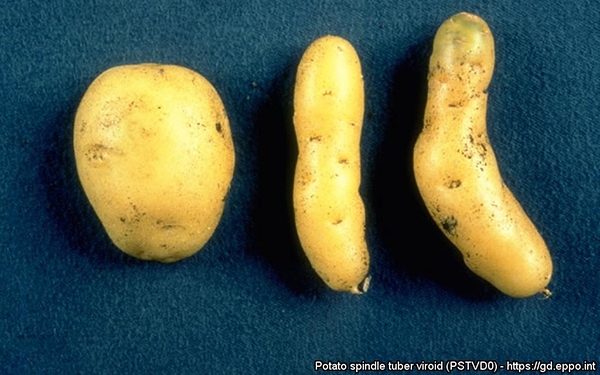 Potato spindle tuber viroid (PSTVD0) - https://gd.eppo.int